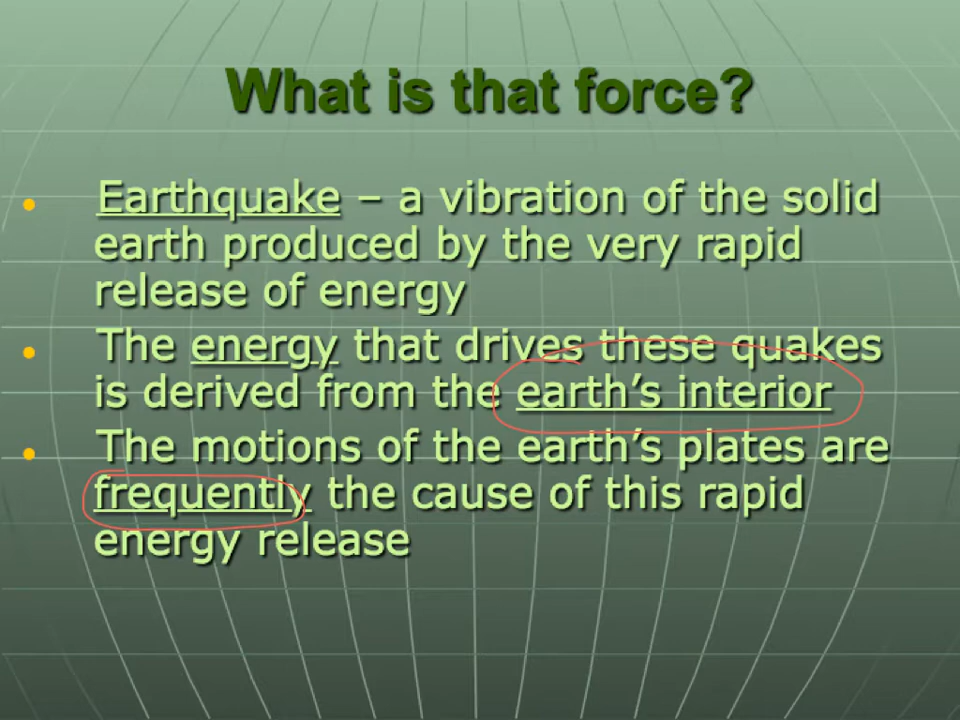 What is that force?
Earthquake – a vibration of the solid
earth produced by the very rapid
release of energy
The energy that drives these quakes
is derived from the earth’s interior
The motions of the earth’s plates are
frequently the cause of this rapid
energy release